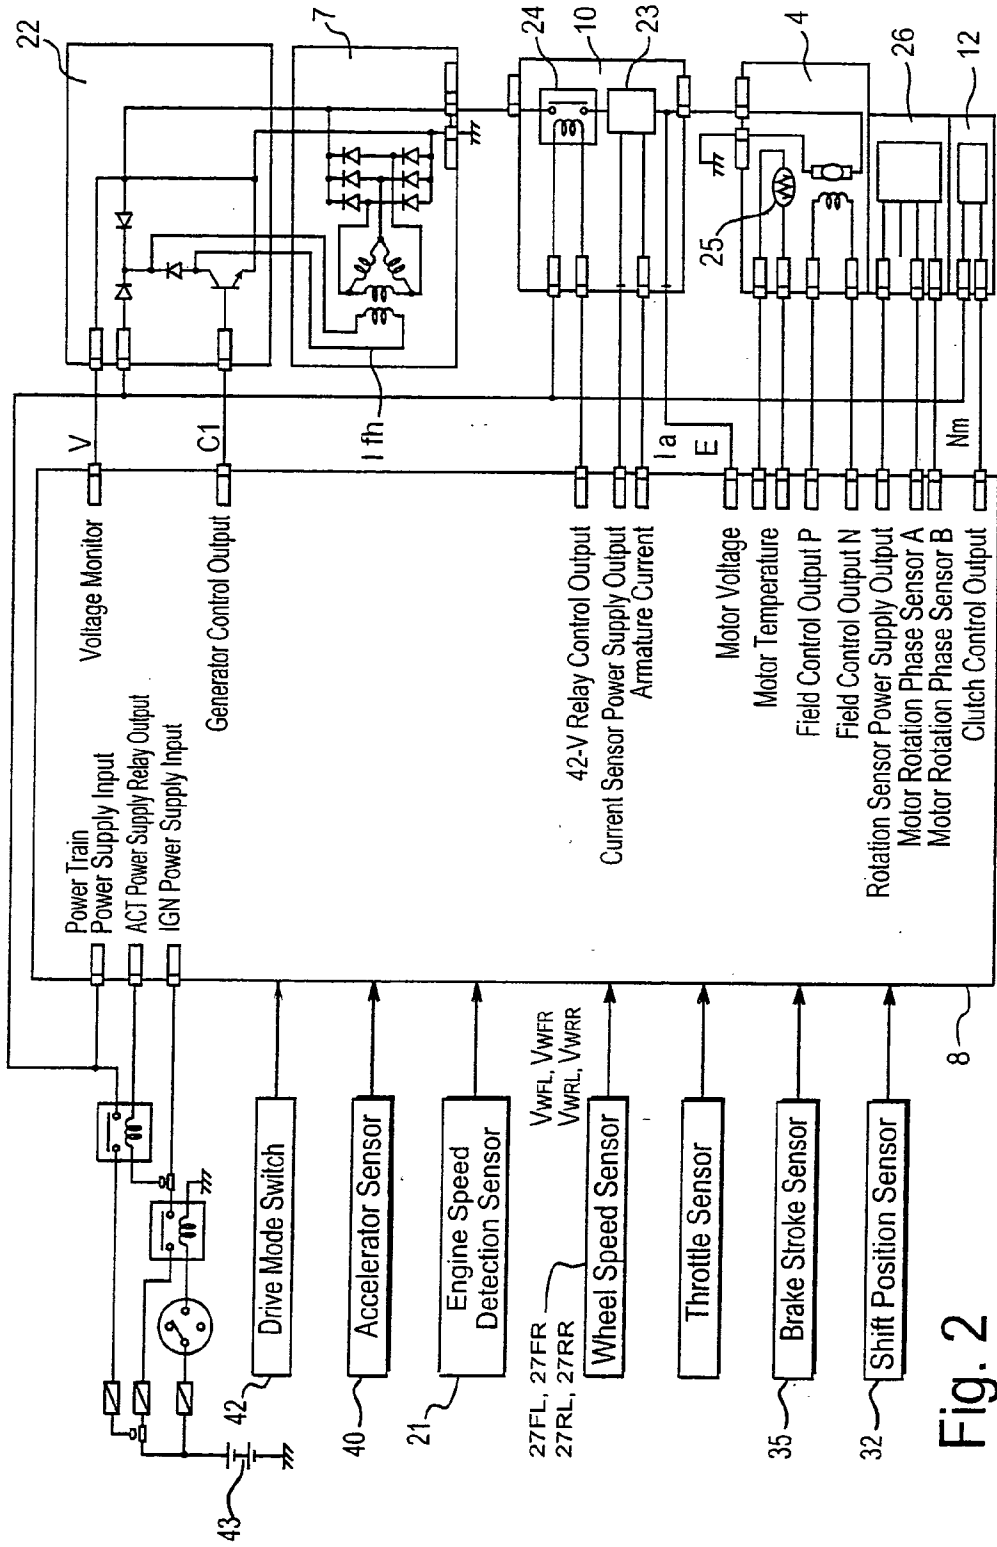 22
7
24
10
23
4
26
12
25
V
C1
I fh
I a
E
Nm
Voltage Monitor
Generator Control Output
42-V Relay Control Output
Current Sensor Power Supply Output
Armature Current
Motor Voltage
Motor Temperature
Field Control Output P
Field Control Output N
Rotation Sensor Power Supply Output
Motor Rotation Phase Sensor A
Motor Rotation Phase Sensor B
Clutch Control Output
Power Train
Power Supply Input
ACT Power Supply Relay Output
IGN Power Supply Input
8
VWFL, VWFR
VWRL, VWRR
Drive Mode Switch
Accelerator Sensor
Engine Speed
Detection Sensor
Wheel Speed Sensor
Throttle Sensor
Brake Stroke Sensor
Shift Position Sensor
43
42
40
21
27FL, 27FR
27RL, 27RR
35
32
Fig. 2